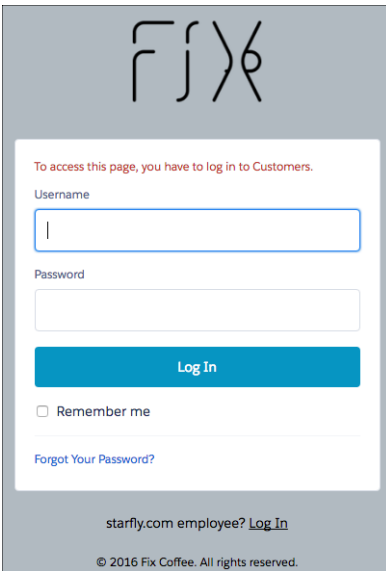 FIX
To access this page, you have to log in to Customers.
Username
Password
Log In
Remember me
Forgot Your Password?
starfly.com employee? Log In
© 2016 Fix Coffee. All rights reserved.